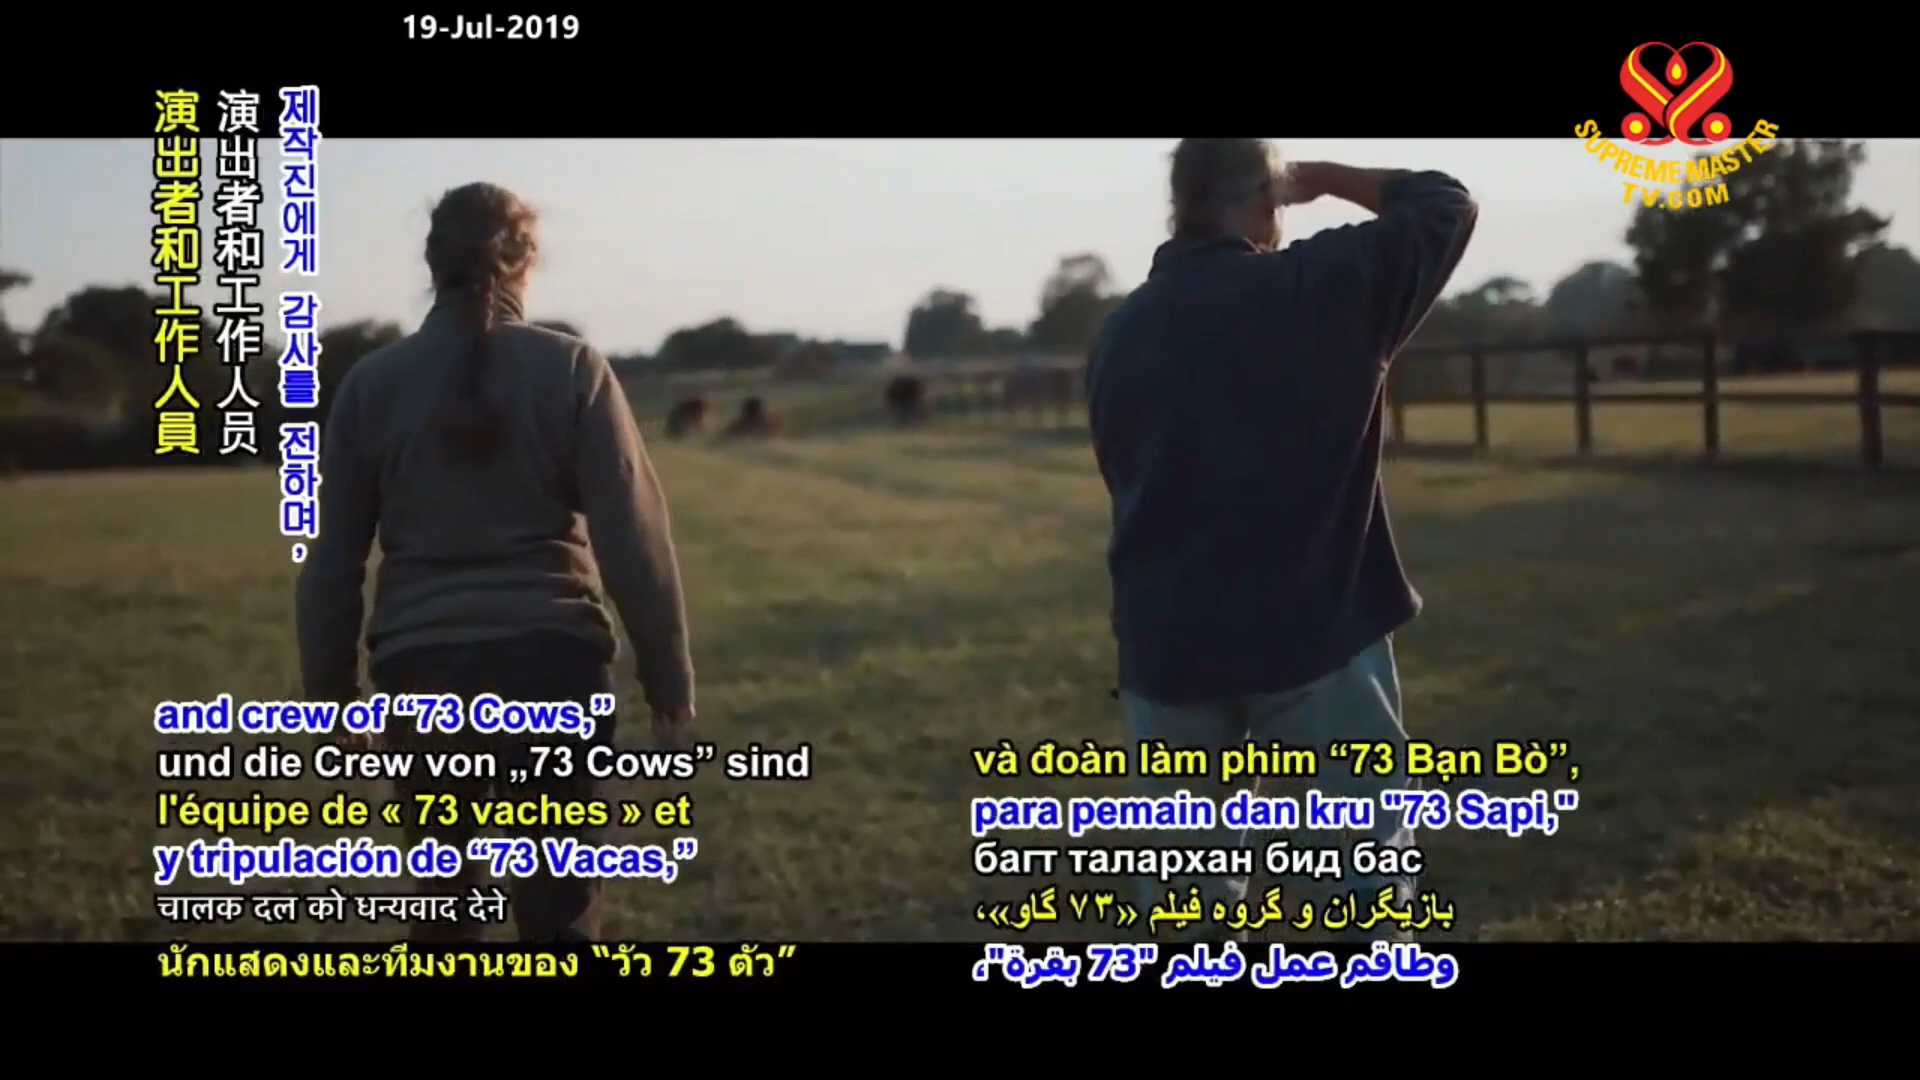 19-Jul-2019
SUPREME MASTER
TV.COM
演出者和工作人員
演出者和工作人员
제작진에게 감사를 전하며,
and crew of “73 Cows,”
und die Crew von „73 Cows” sind
l'équipe de « 73 vaches » et
y tripulación de “73 Vacas,”
चालक दल को धन्यवाद देने
นักแสดงและทีมงานของ “วัว 73 ตัว”
và đoàn làm phim “73 Bạn Bò”,
para pemain dan kru "73 Sapi,"
багт талархан бид бас
بازیگران و گروه فیلم «۷۳ گاو»،
وطاقم عمل فيلم "73 بقرة"،